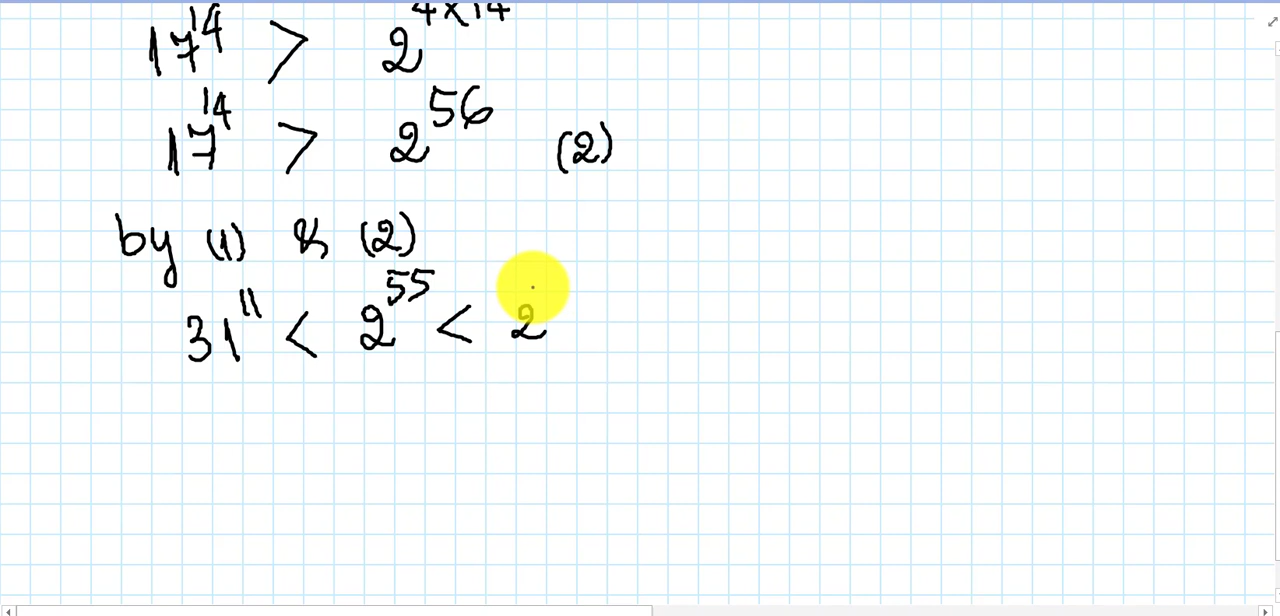 17^14 > 2^4×14
17^14 > 2^56 (2)
by (1) & (2)
31^11 < 2^55 < 2